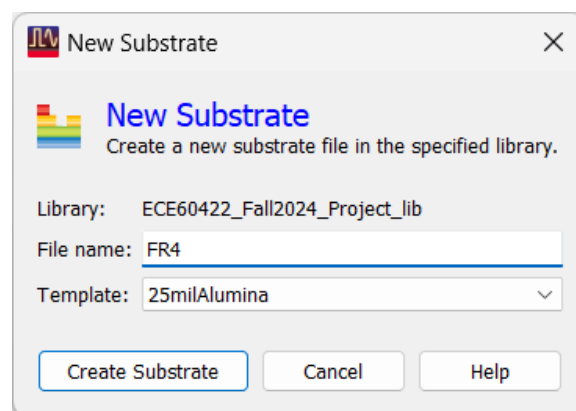 New Substrate
New Substrate
Create a new substrate file in the specified library.
Library: ECE60422_Fall2024_Project_lib
File name: FR4
Template: 25milAlumina
Create Substrate Cancel Help